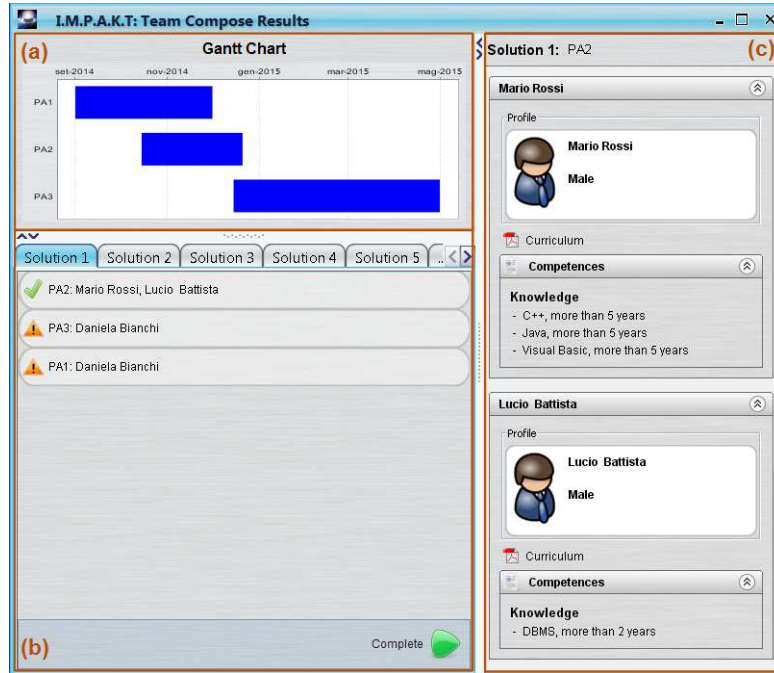 I.M.P.A.K.T: Team Compose Results
(a)
Gantt Chart
set-2014 nov-2014 gen-2015 mar-2015 mag-2015
PA1
PA2
PA3
Solution 1 Solution 2 Solution 3 Solution 4 Solution 5 ..
PA2: Mario Rossi, Lucio Battista
PA3: Daniela Bianchi
PA1: Daniela Bianchi
(b)
Complete
Solution 1: PA2
(c)
Mario Rossi
Profile
Mario Rossi
Male
Curriculum
Competences
Knowledge
- C++, more than 5 years
- Java, more than 5 years
- Visual Basic, more than 5 years
Lucio Battista
Profile
Lucio Battista
Male
Curriculum
Competences
Knowledge
- DBMS, more than 2 years